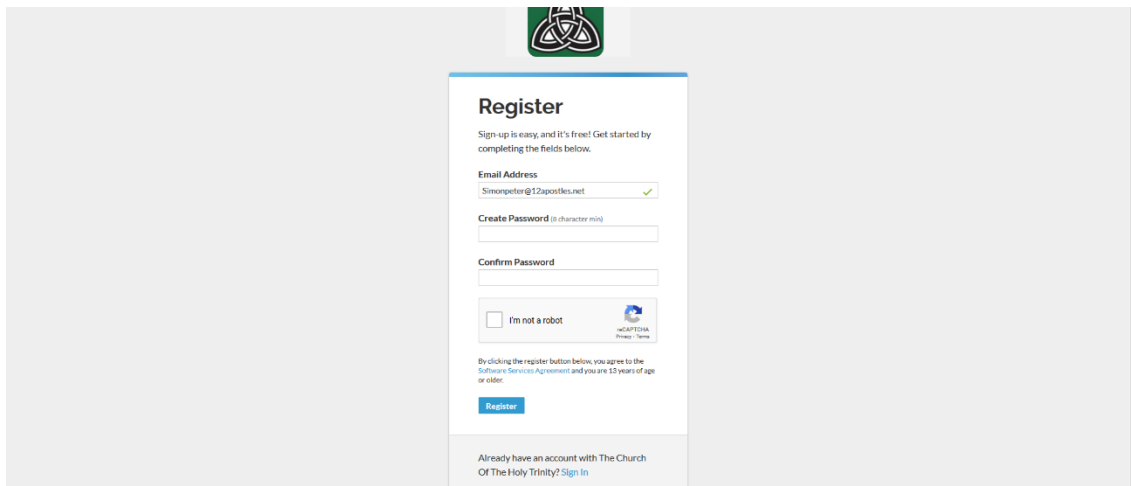 Register
Sign-up is easy, and it's free! Get started by
completing the fields below.
Email Address
Simonpeter@12apostles.net
Create Password (6 character min)
Confirm Password
I'm not a robot
reCAPTCHA
Privacy - Terms
By clicking the register button below, you agree to the
Software Services Agreement and you are 13 years of age
or older.
Register
Already have an account with The Church
Of The Holy Trinity? Sign In